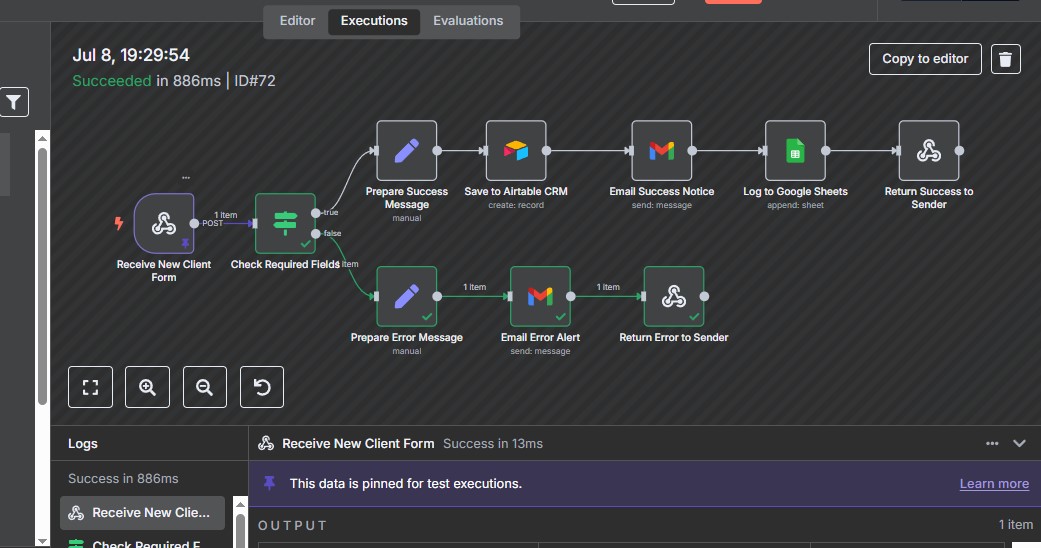 Editor
Executions
Evaluations
Jul 8, 19:29:54
Succeeded in 886ms | ID#72
Copy to editor
Prepare Success
Message
manual
Save to Airtable CRM
create: record
Email Success Notice
send: message
Log to Google Sheets
append: sheet
Return Success to
Sender
1 item
POST
true
false
Receive New Client
Form
Check Required Fields
1 item
1 item
Prepare Error Message
manual
Email Error Alert
send: message
Return Error to Sender
Logs
Receive New Client Form Success in 13ms
Success in 886ms
This data is pinned for test executions.
Learn more
Receive New Clie...
OUTPUT
1 item
Check Required F